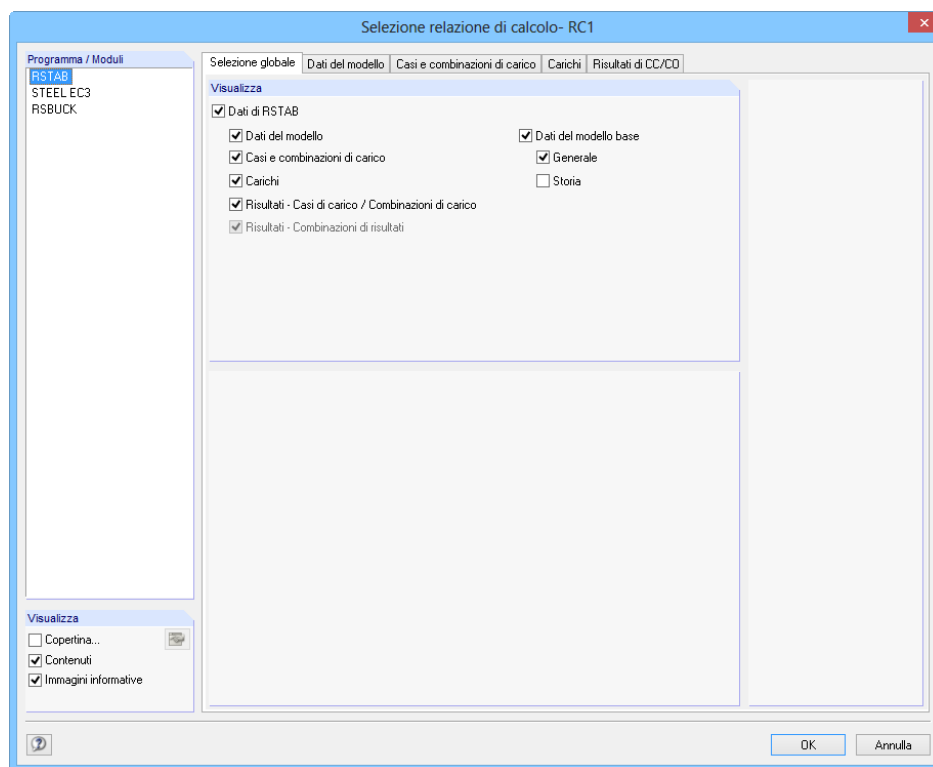 Selezione relazione di calcolo- RC1
Programma / Moduli
RSTAB
STEEL EC3
RSBUCK
Selezione globale
Dati del modello
Casi e combinazioni di carico
Carichi
Risultati di CC/CO
Visualizza
Dati di RSTAB
Dati del modello
Casi e combinazioni di carico
Carichi
Risultati - Casi di carico / Combinazioni di carico
Risultati - Combinazioni di risultati
Dati del modello base
Generale
Storia
Visualizza
Copertina...
Contenuti
Immagini informative
OK
Annulla